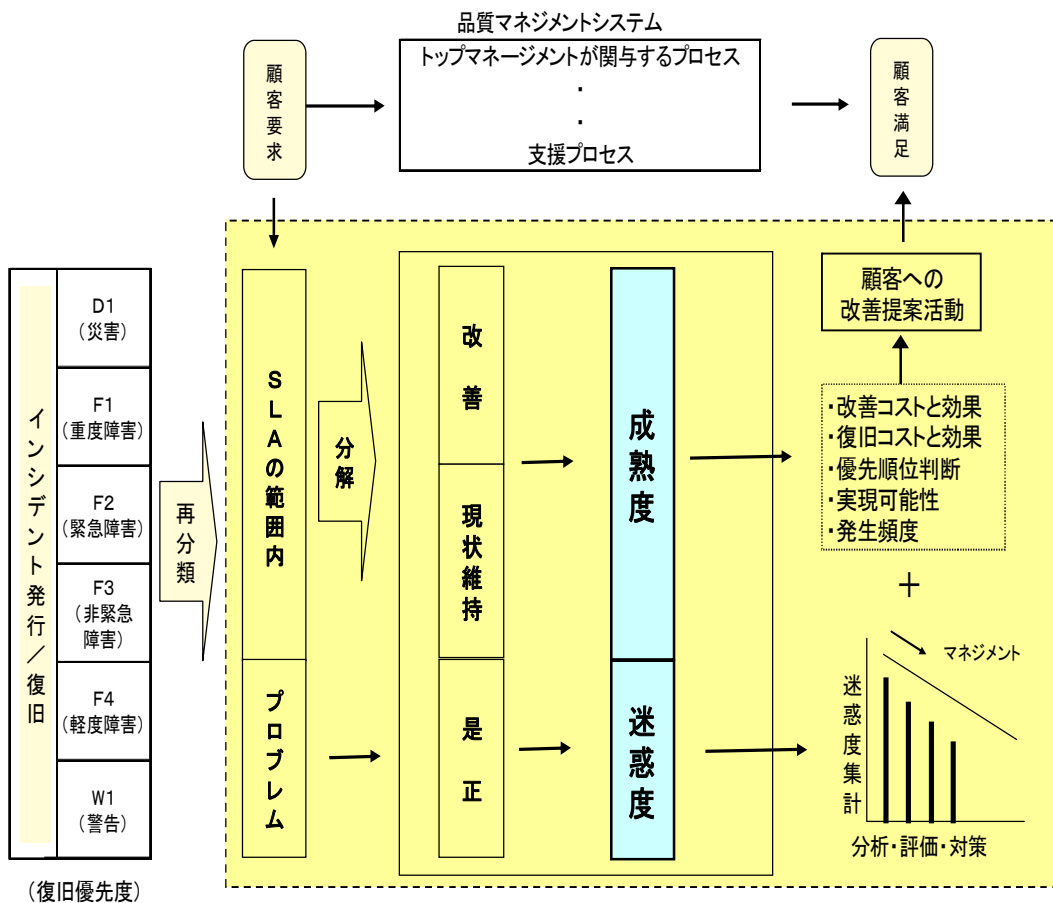 品質マネジメントシステム
顧客要求
トップマネージメントが関与するプロセス
・
・
支援プロセス
顧客満足
インシデント発行/復旧
D1
(災害)
F1
(重度障害)
F2
(緊急障害)
F3
(非緊急
障害)
F4
(軽度障害)
W1
(警告)
(復旧優先度)
再分類
SLAの範囲内
プロブレム
分解
改善
現状維持
是正
成熟度
迷惑度
顧客への
改善提案活動
・改善コストと効果
・復旧コストと効果
・優先順位判断
・実現可能性
・発生頻度
+
マネジメント
迷惑度集計
分析・評価・対策